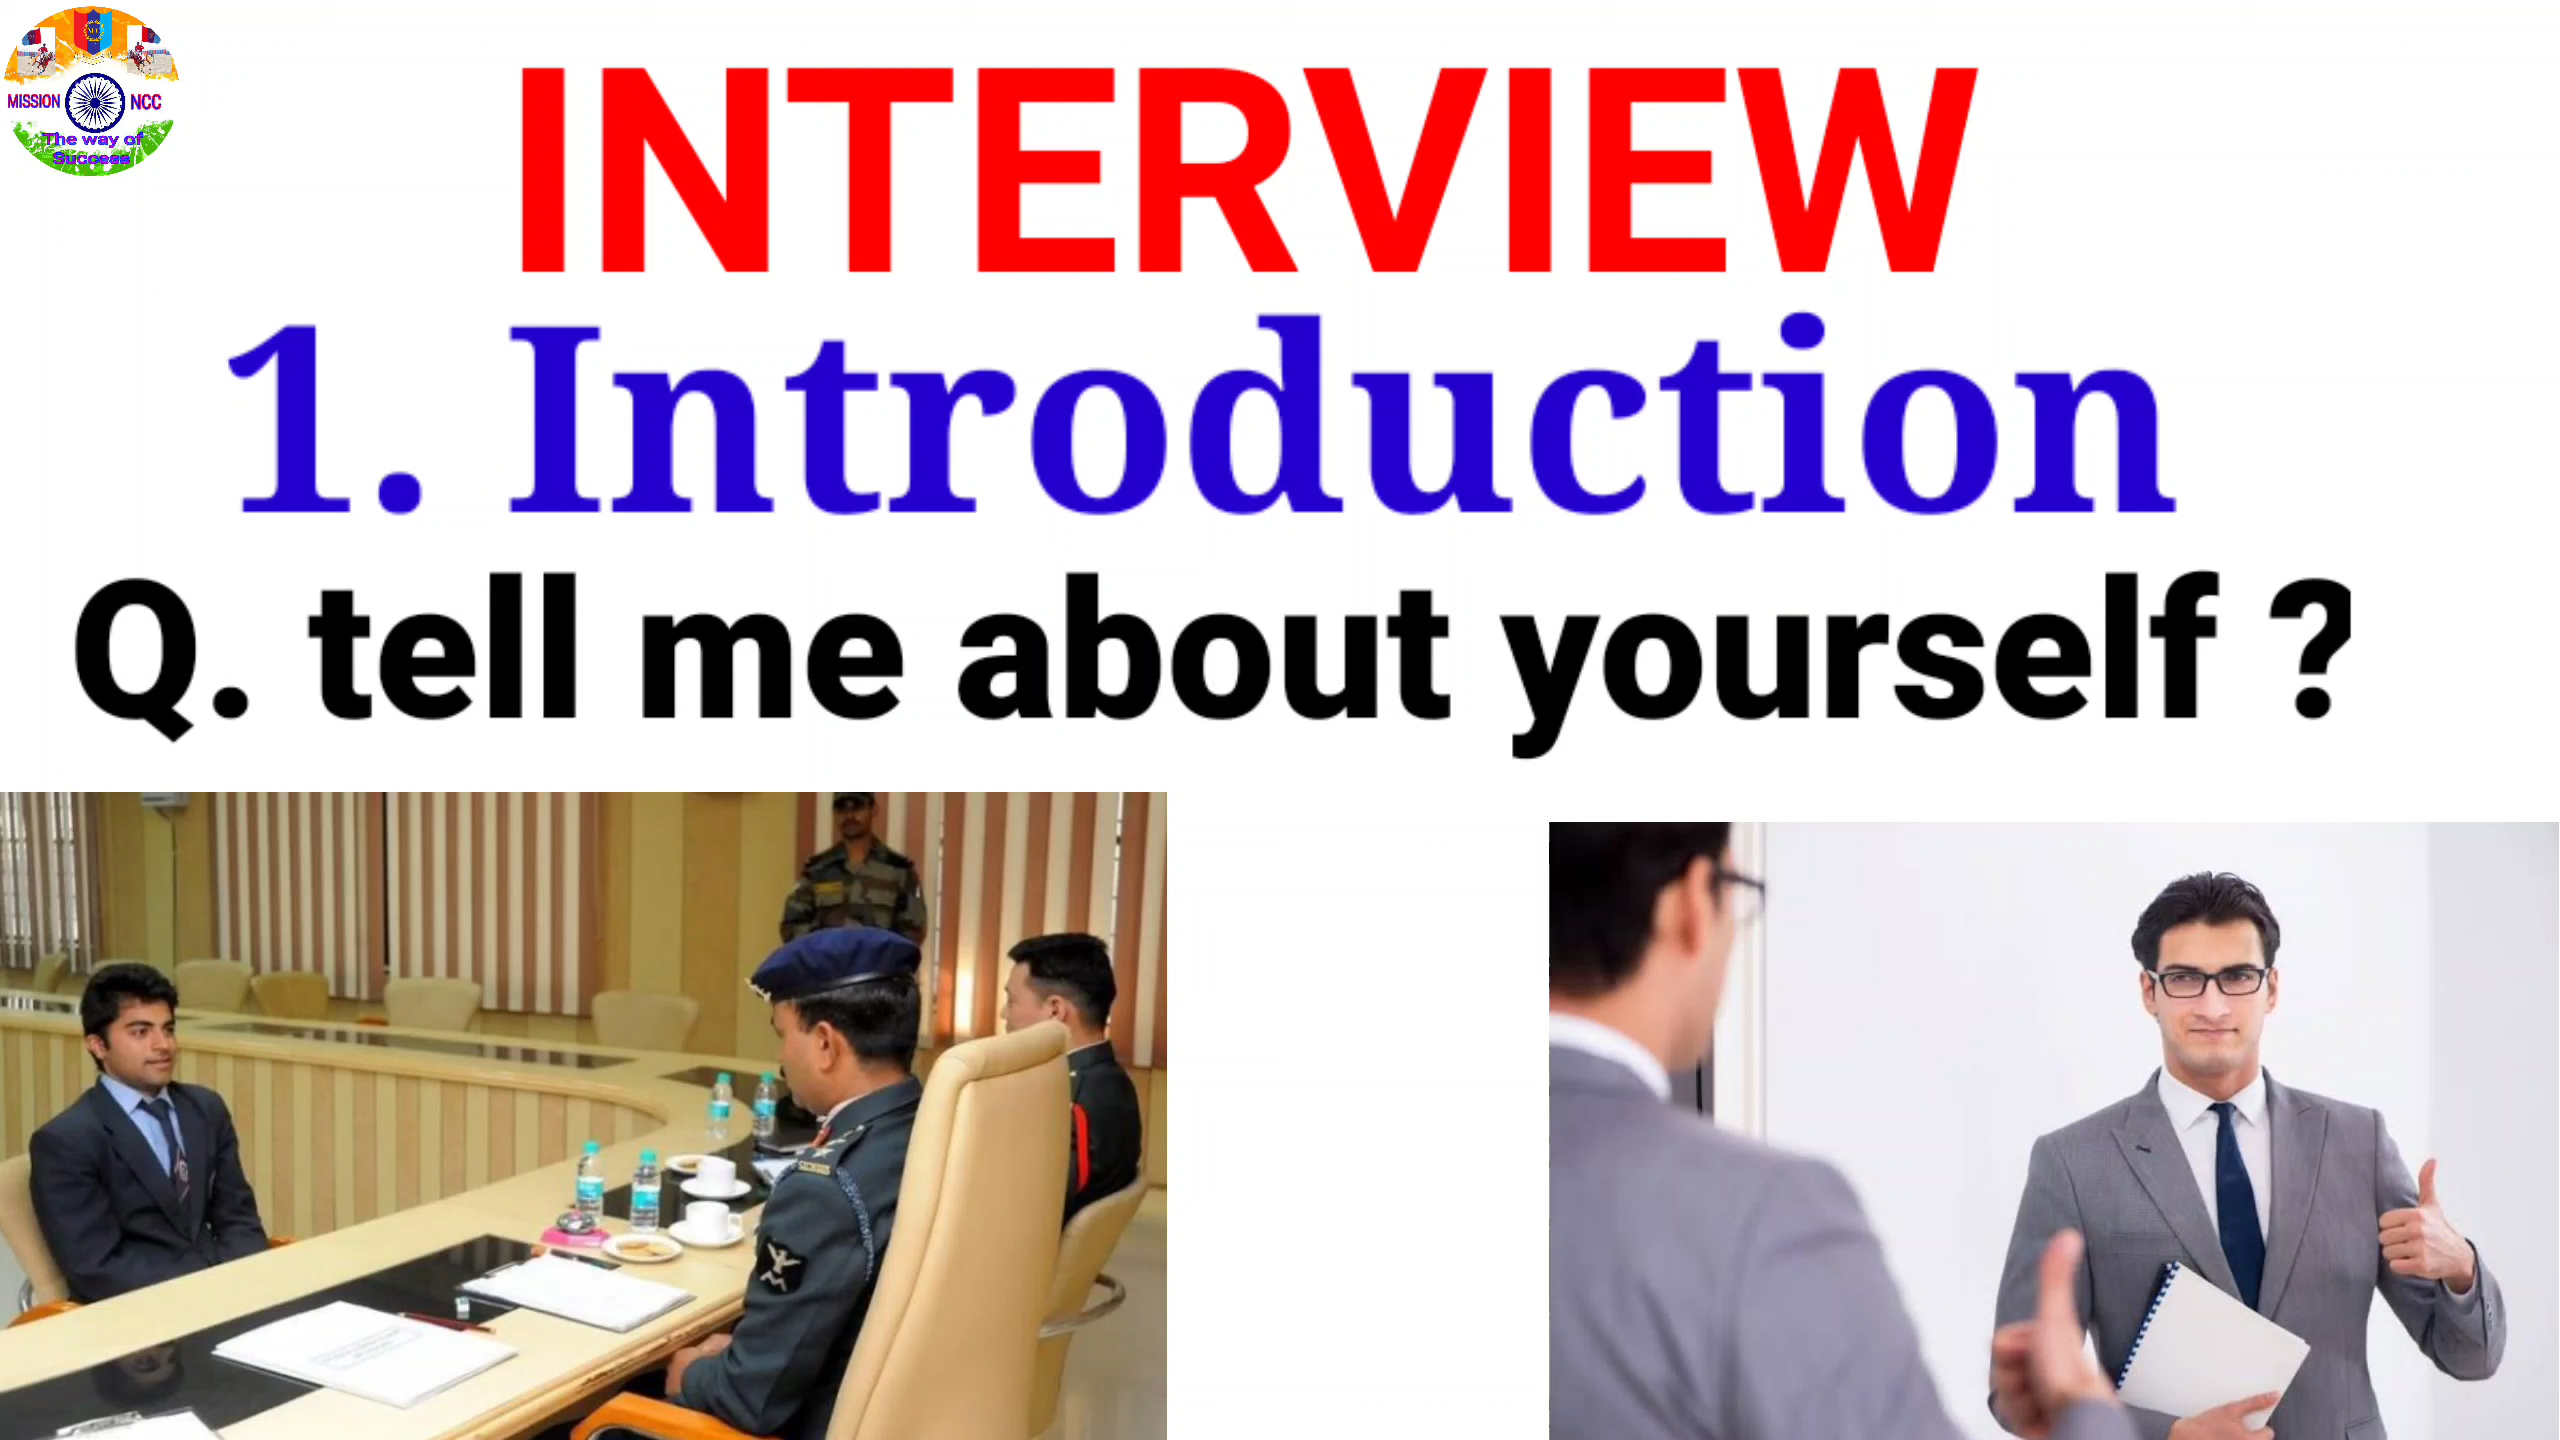 MISSION NCC
The way of
Success
INTERVIEW
1. Introduction
Q. tell me about yourself ?